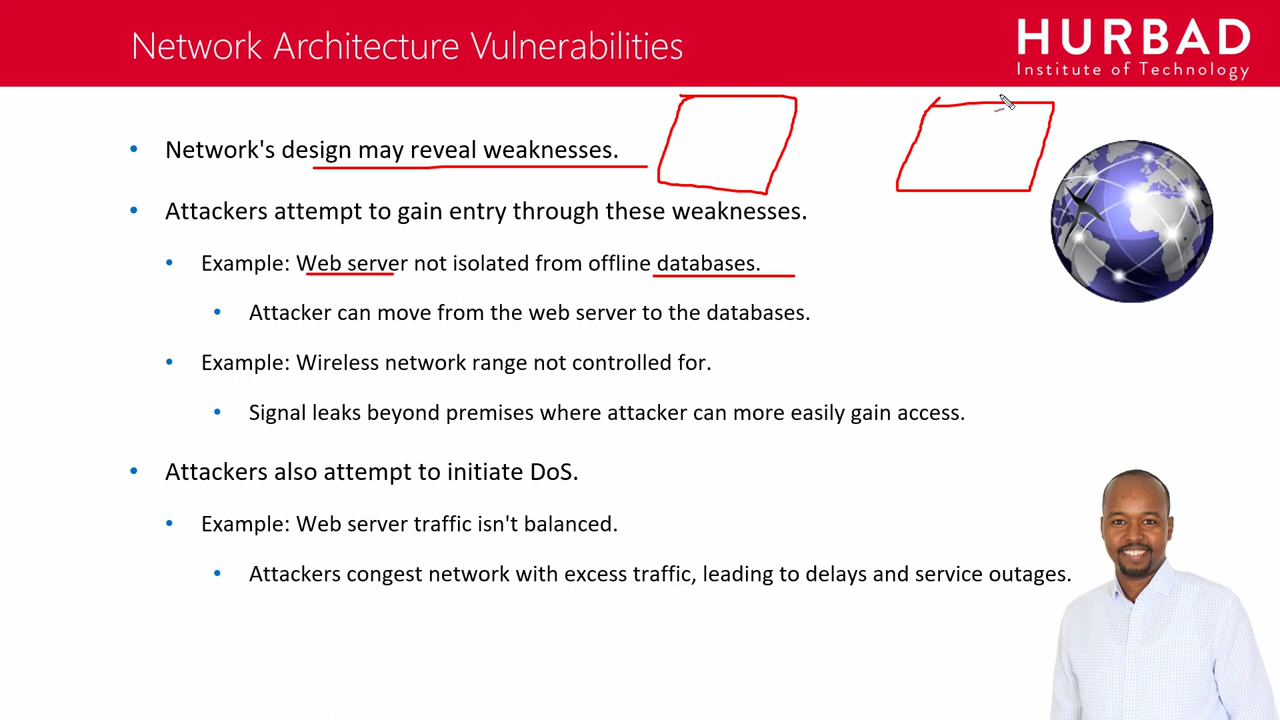 Network Architecture Vulnerabilities
HURBAD
Institute of Technology
• Network's design may reveal weaknesses.
• Attackers attempt to gain entry through these weaknesses.
• Example: Web server not isolated from offline databases.
• Attacker can move from the web server to the databases.
• Example: Wireless network range not controlled for.
• Signal leaks beyond premises where attacker can more easily gain access.
• Attackers also attempt to initiate DoS.
• Example: Web server traffic isn't balanced.
• Attackers congest network with excess traffic, leading to delays and service outages.